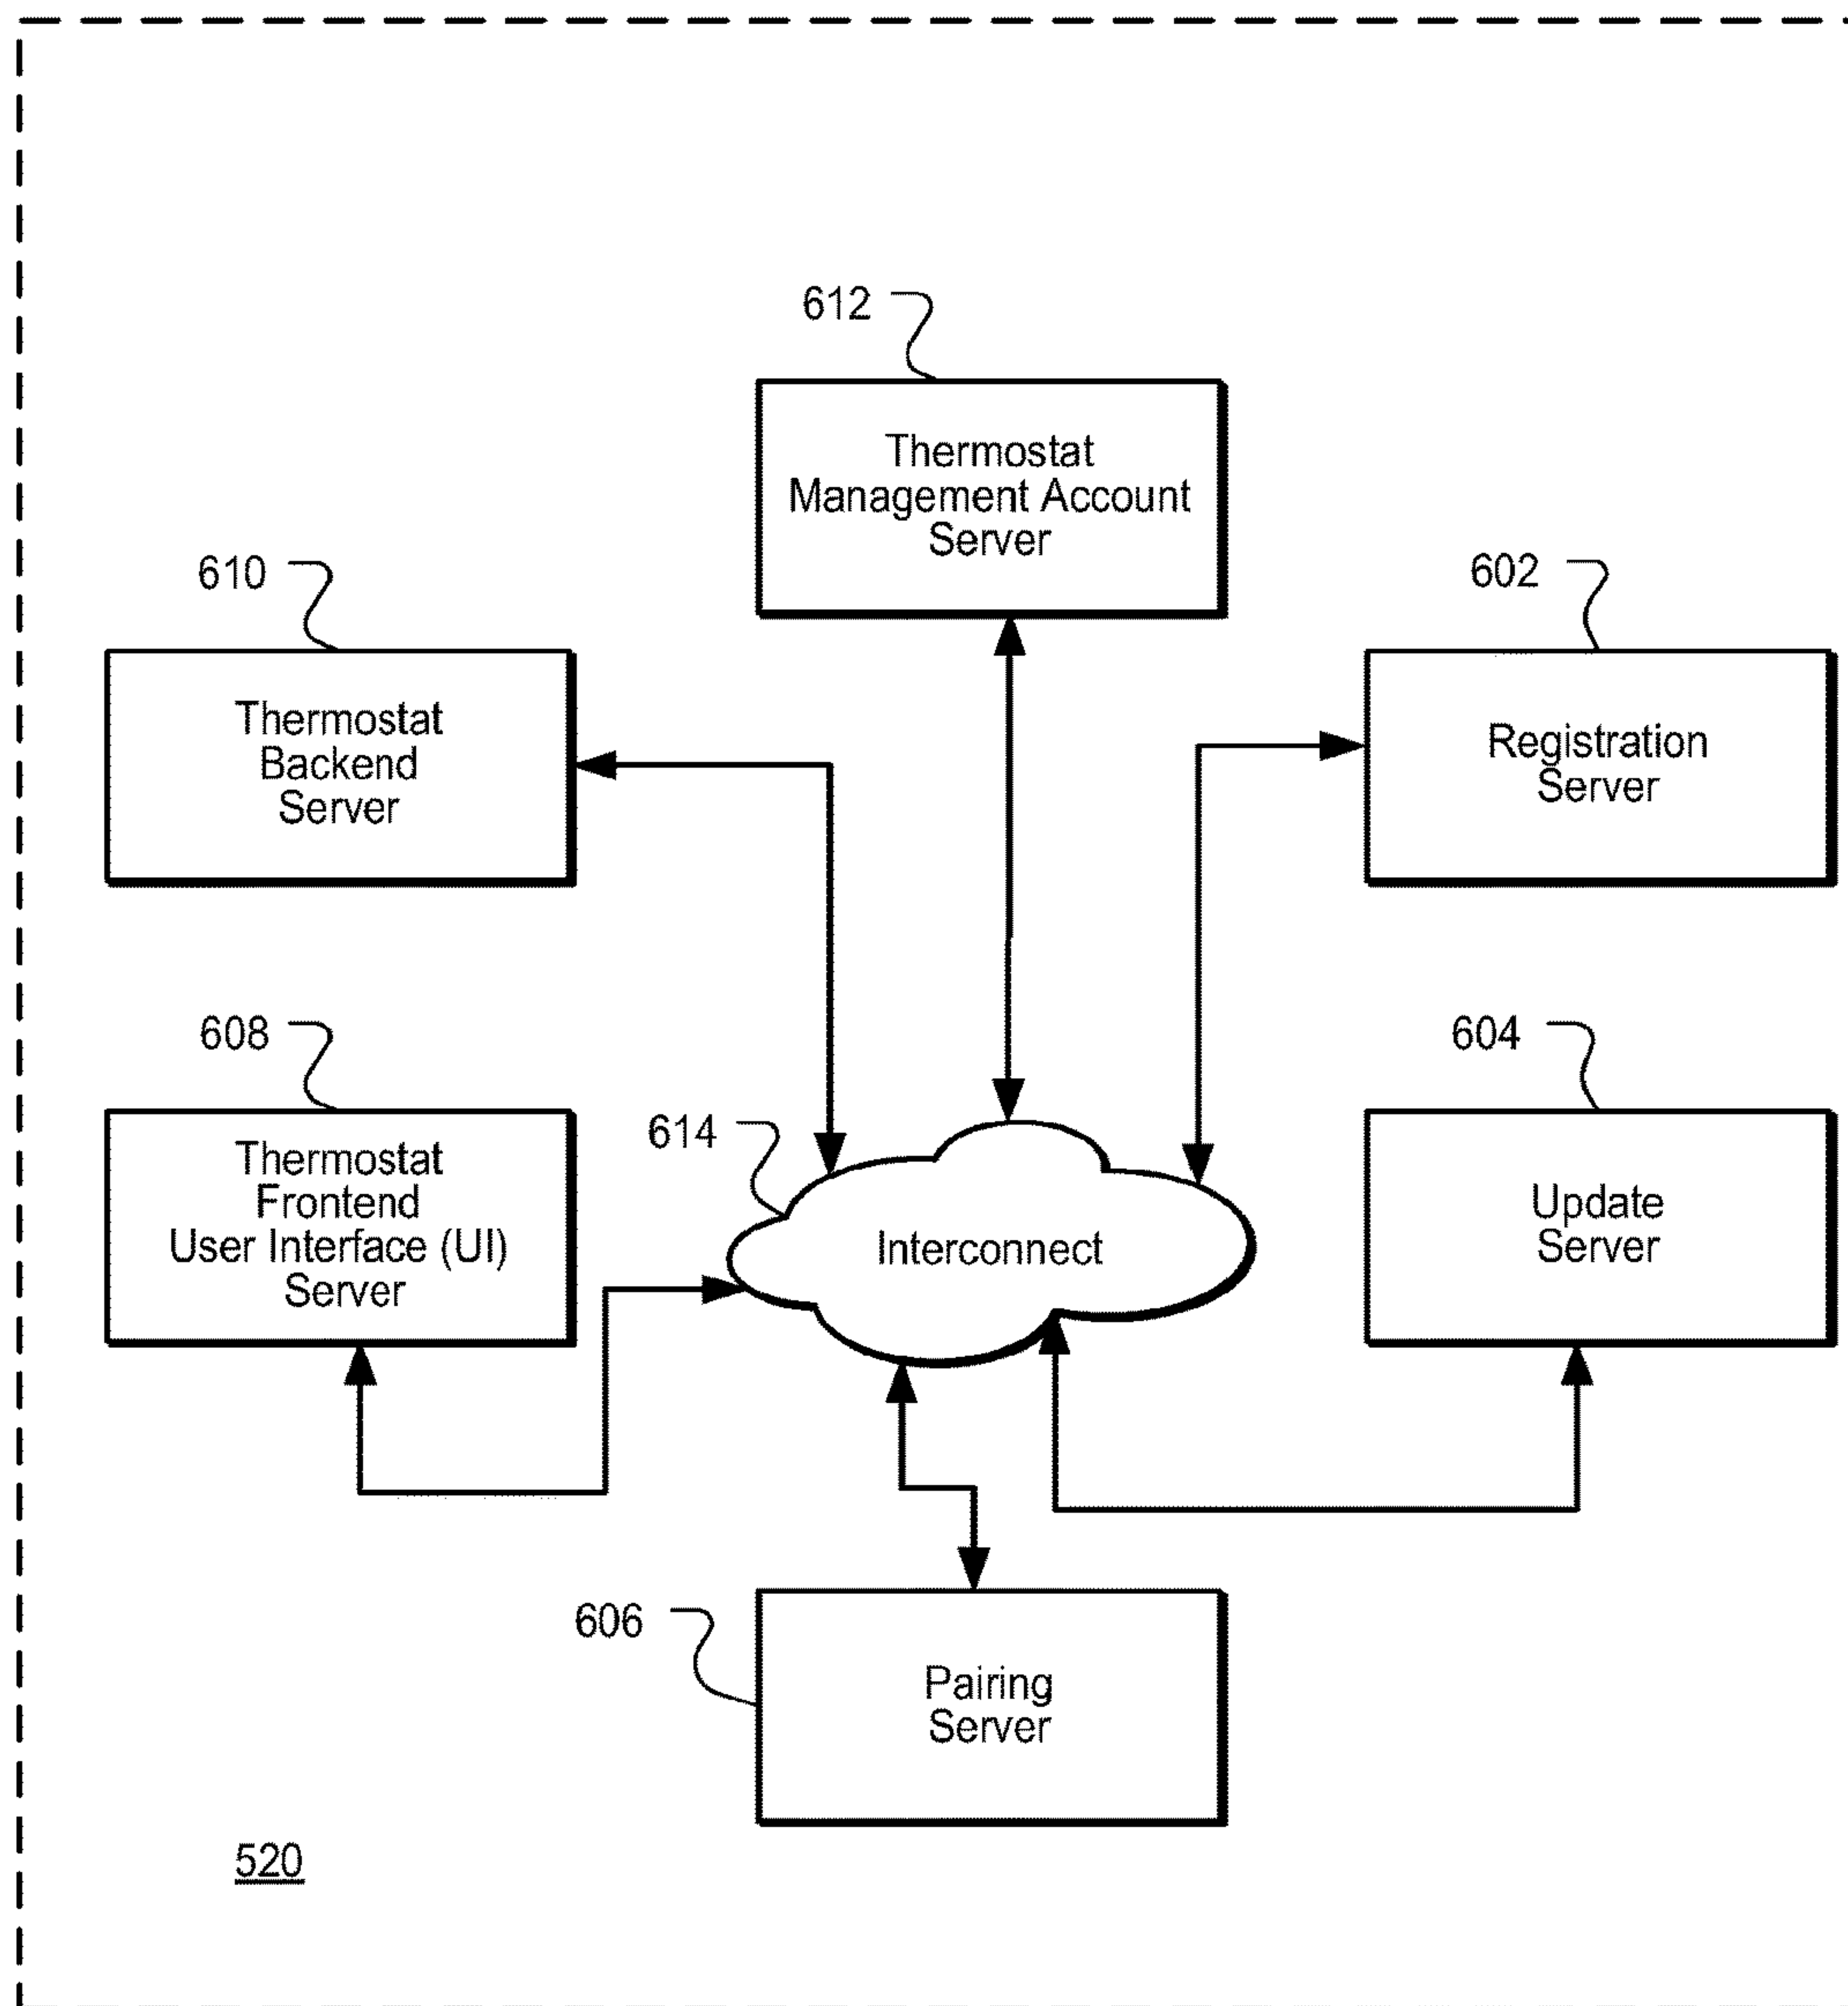 612
Thermostat
Management Account
Server
610
Thermostat
Backend
Server
602
Registration
Server
608
Thermostat
Frontend
User Interface (UI)
Server
614
Interconnect
604
Update
Server
606
Pairing
Server
520